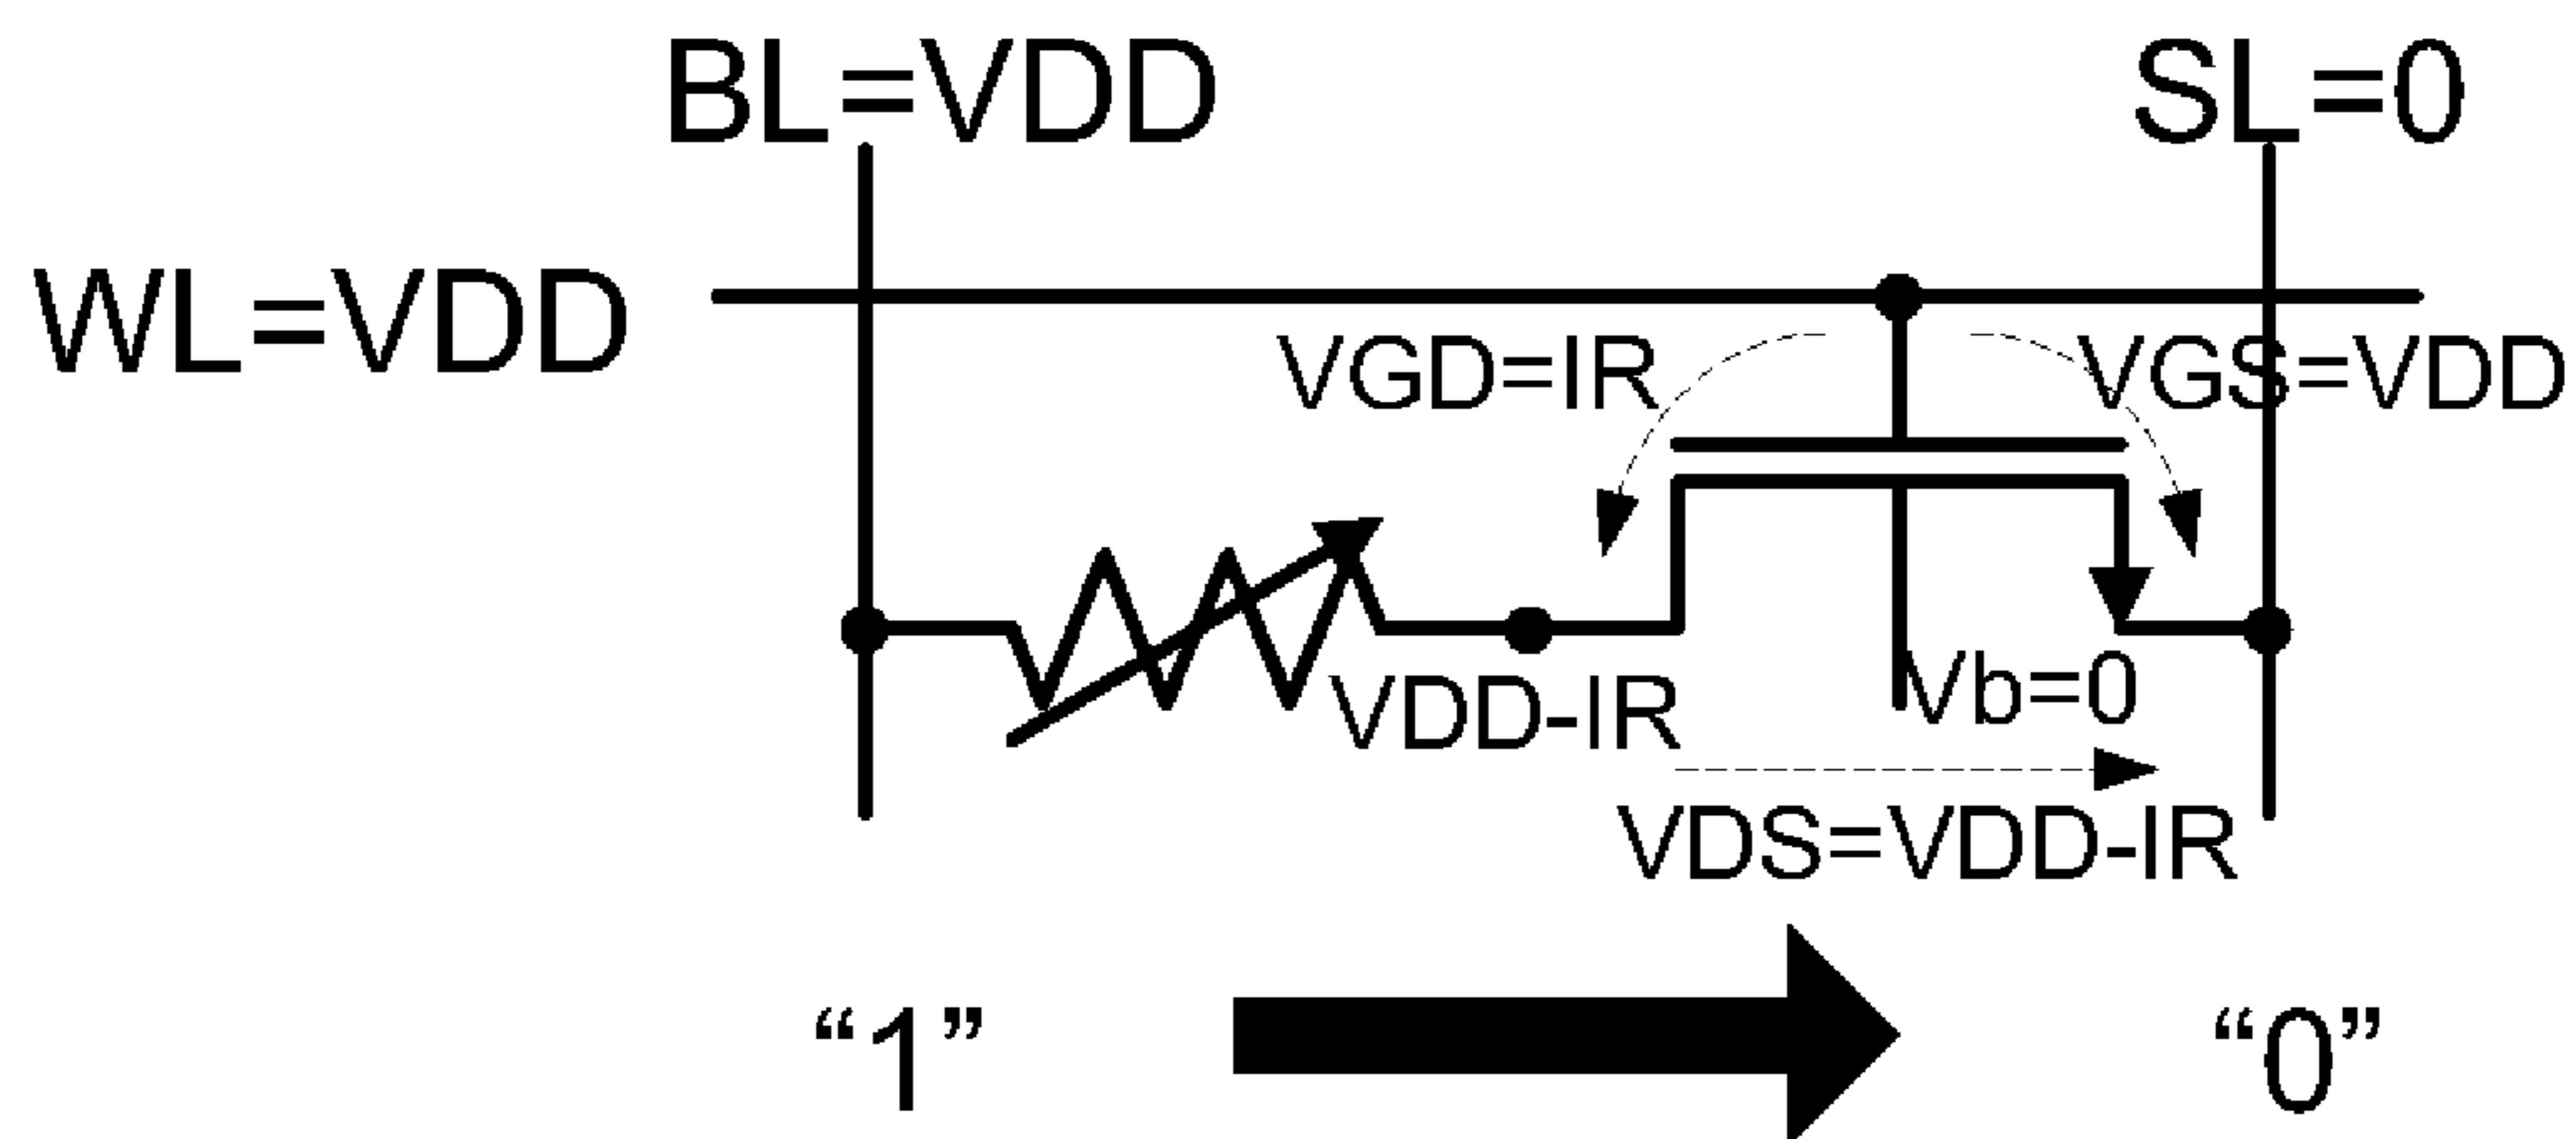 BL=VDD
SL=0
WL=VDD
VGD=IR
VGS=VDD
VDD-IR
Vb=0
VDS=VDD-IR
“1”
“0”